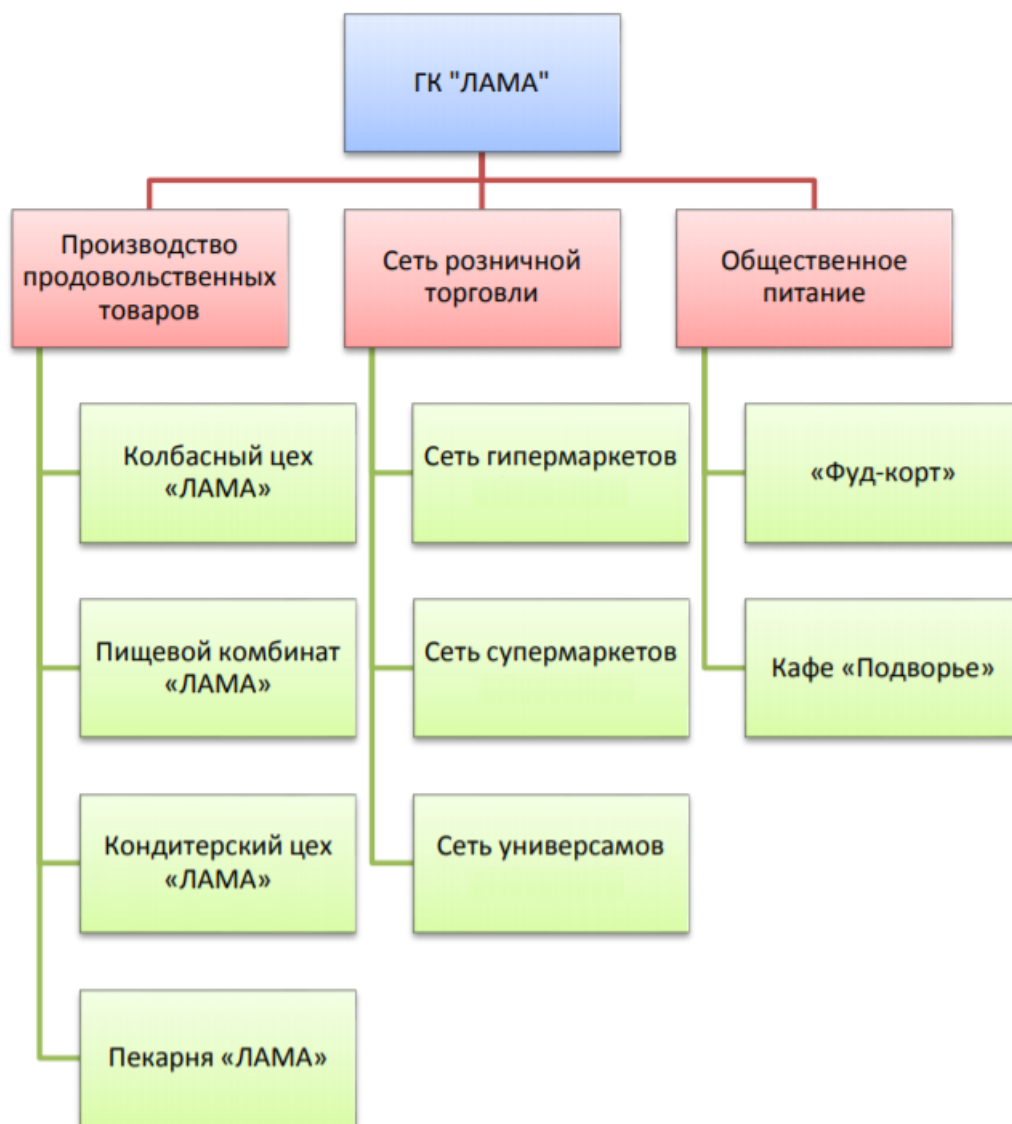 ГК "ЛАМА"
Производство
продовольственных
товаров
Сеть розничной
торговли
Общественное
питание
Колбасный цех
«ЛАМА»
Сеть гипермаркетов
«Фуд-корт»
Пищевой комбинат
«ЛАМА»
Сеть супермаркетов
Кафе «Подворье»
Кондитерский цех
«ЛАМА»
Сеть универсамов
Пекарня «ЛАМА»